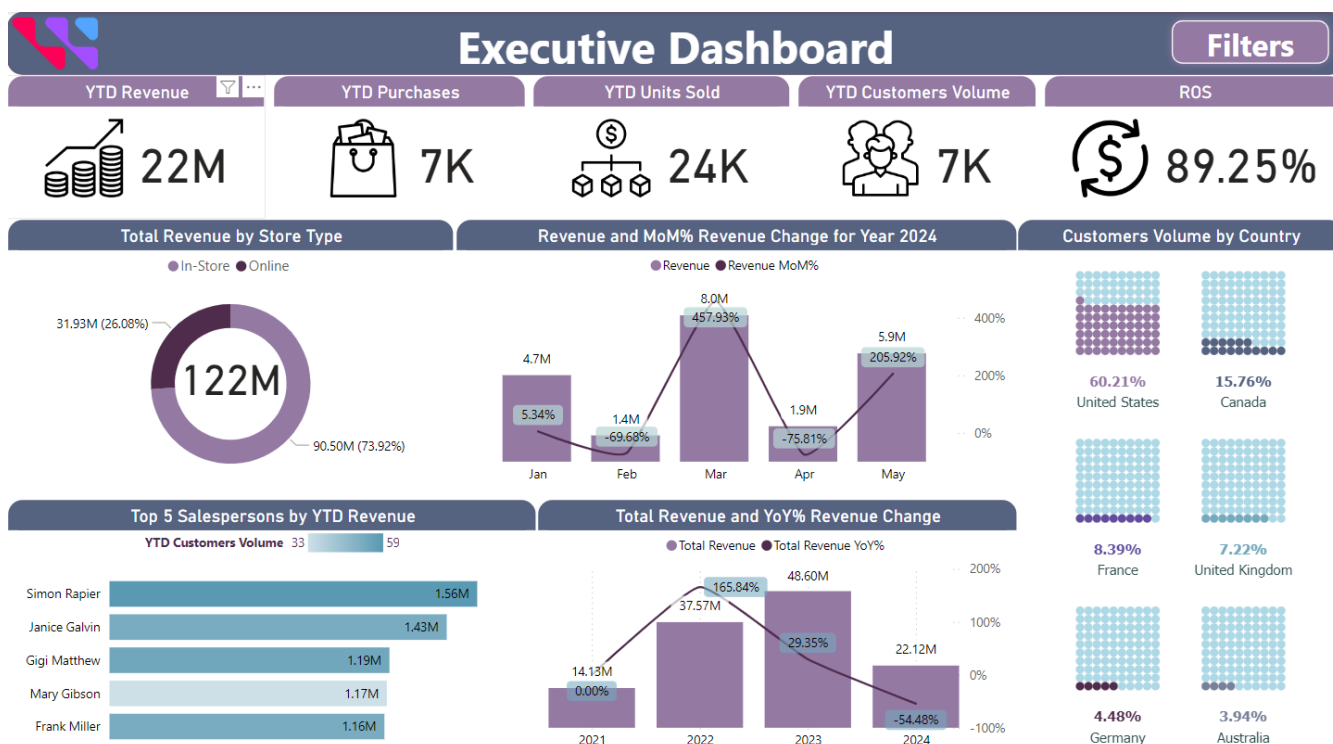 Executive Dashboard
Filters
YTD Revenue
YTD Purchases
YTD Units Sold
YTD Customers Volume
ROS
22M
7K
24K
7K
89.25%
Total Revenue by Store Type
In-Store Online
31.93M (26.08%)
122M
90.50M (73.92%)
Revenue and MoM% Revenue Change for Year 2024
Revenue Revenue MoM%
8.0M
457.93%
400%
5.9M
4.7M
205.92%
200%
1.4M
1.9M
5.34%
-69.68%
-75.81%
0%
Jan Feb Mar Apr May
Customers Volume by Country
60.21%
United States
15.76%
Canada
8.39%
France
7.22%
United Kingdom
4.48%
Germany
3.94%
Australia
Top 5 Salespersons by YTD Revenue
YTD Customers Volume 33 59
Simon Rapier 1.56M
Janice Galvin 1.43M
Gigi Matthew 1.19M
Mary Gibson 1.17M
Frank Miller 1.16M
Total Revenue and YoY% Revenue Change
Total Revenue Total Revenue YoY%
200%
48.60M
165.84%
37.57M
100%
29.35%
22.12M
14.13M
0%
0.00%
-54.48%
-100%
2021 2022 2023 2024